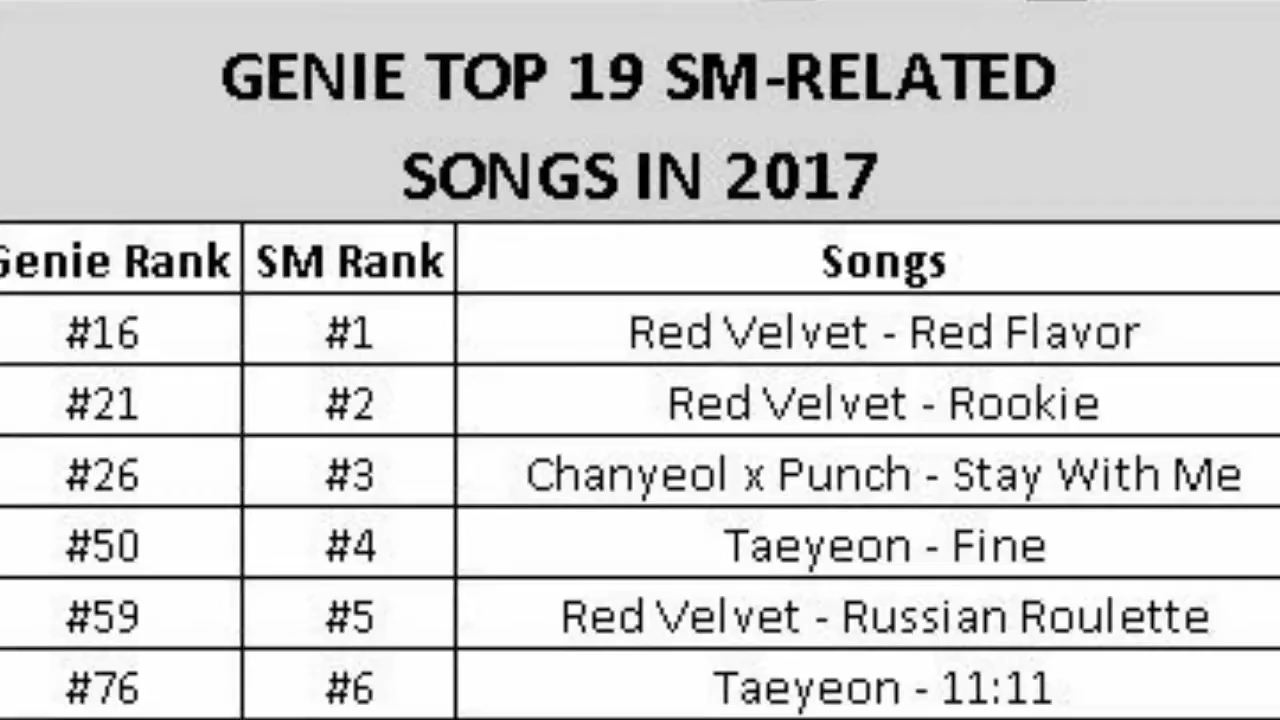 GENIE TOP 19 SM-RELATED
SONGS IN 2017
Genie Rank SM Rank Songs
#16 #1 Red Velvet - Red Flavor
#21 #2 Red Velvet - Rookie
#26 #3 Chanyeol x Punch - Stay With Me
#50 #4 Taeyeon - Fine
#59 #5 Red Velvet - Russian Roulette
#76 #6 Taeyeon - 11:11